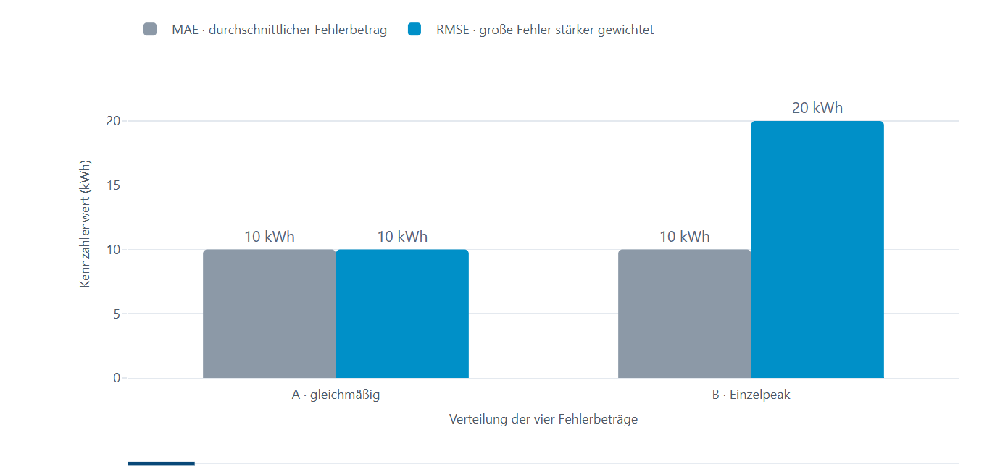 MAE · durchschnittlicher Fehlerbetrag RMSE · große Fehler stärker gewichtet
20 kWh
20
Kennzahlenwert (kWh)
15
10 kWh 10 kWh 10 kWh
10
5
0
A · gleichmäßig B · Einzelpeak
Verteilung der vier Fehlerbeträge